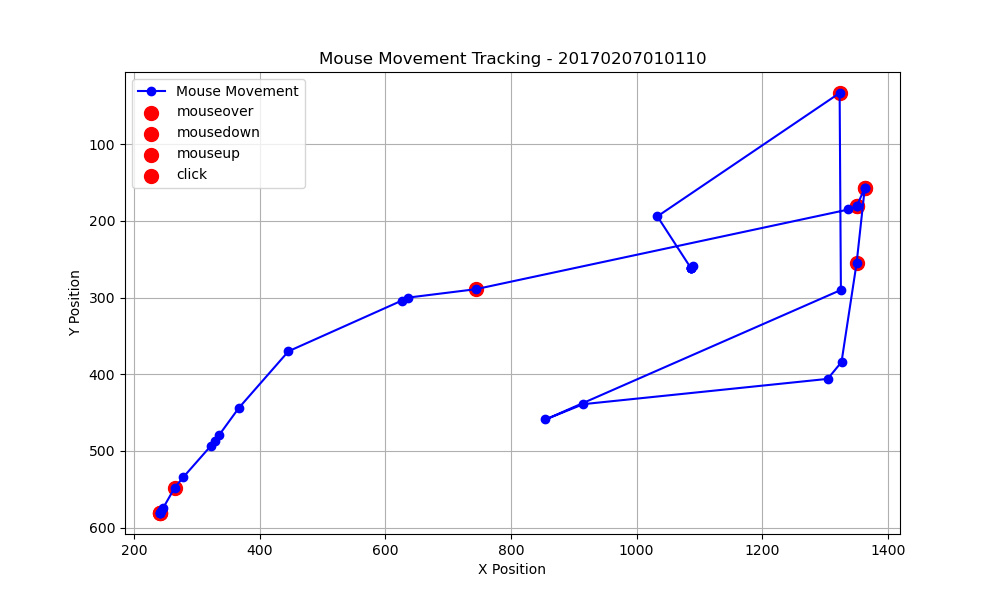 Mouse Movement Tracking - 20170207010110
Mouse Movement
mouseover
mousedown
mouseup
click
Y Position
100
200
300
400
500
600
200 400 600 800 1000 1200 1400
X Position